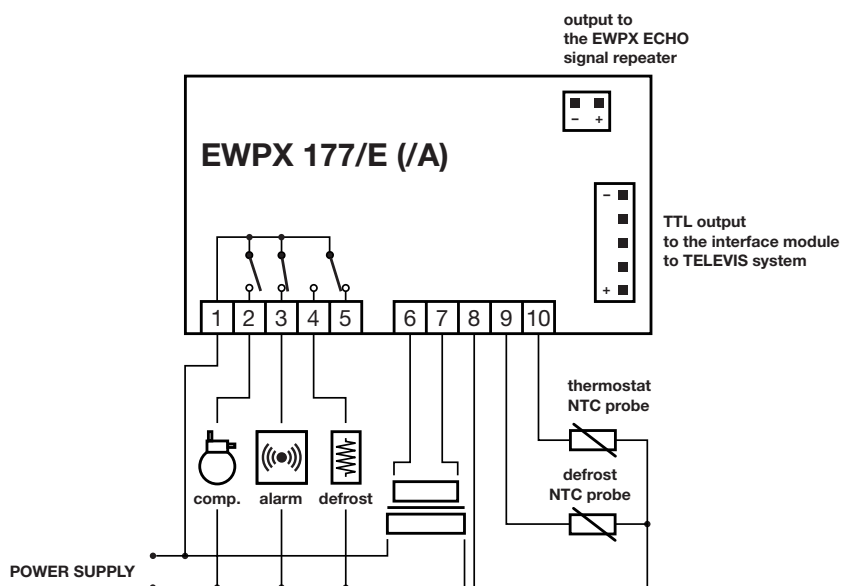 output to
the EWPX ECHO
signal repeater
− +
EWPX 177/E (/A)
−
TTL output
to the interface module
to TELEVIS system
+
1 2 3 4 5 6 7 8 9 10
thermostat
NTC probe
defrost
NTC probe
comp. alarm defrost
POWER SUPPLY